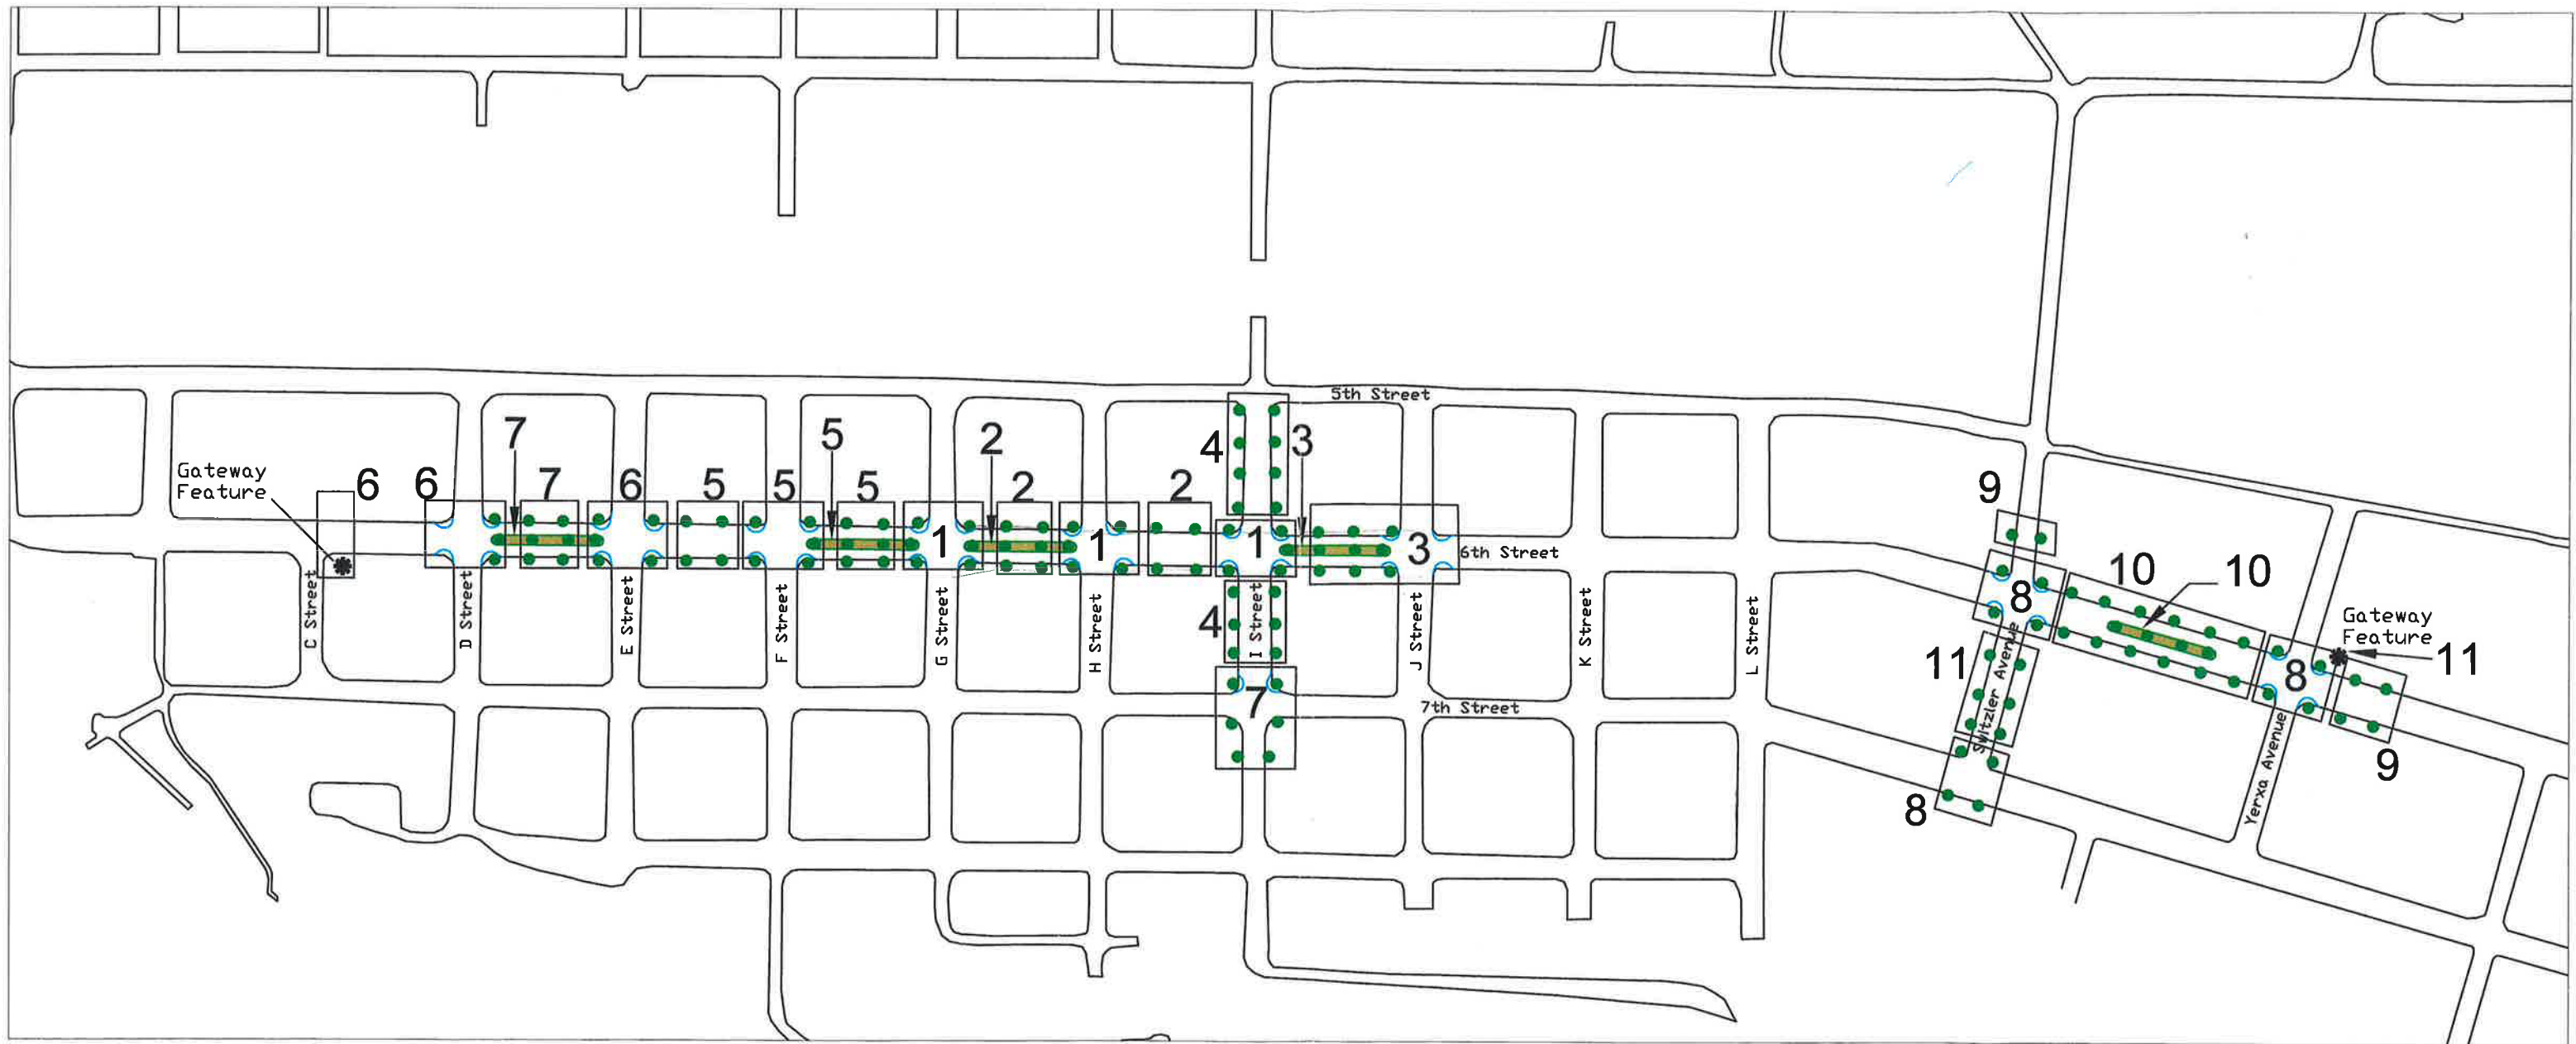 5th Street
7
5
2
4
3
Gateway
Feature
6
6
7
6
5
5
5
2
2
9
1
1
1
3
6th Street
10
10
8
C Street
D Street
E Street
F Street
G Street
H Street
4
I Street
J Street
K Street
L Street
Gateway
Feature
11
11
Switzler Avenue
8
7
7th Street
Yerxa Avenue
9
8